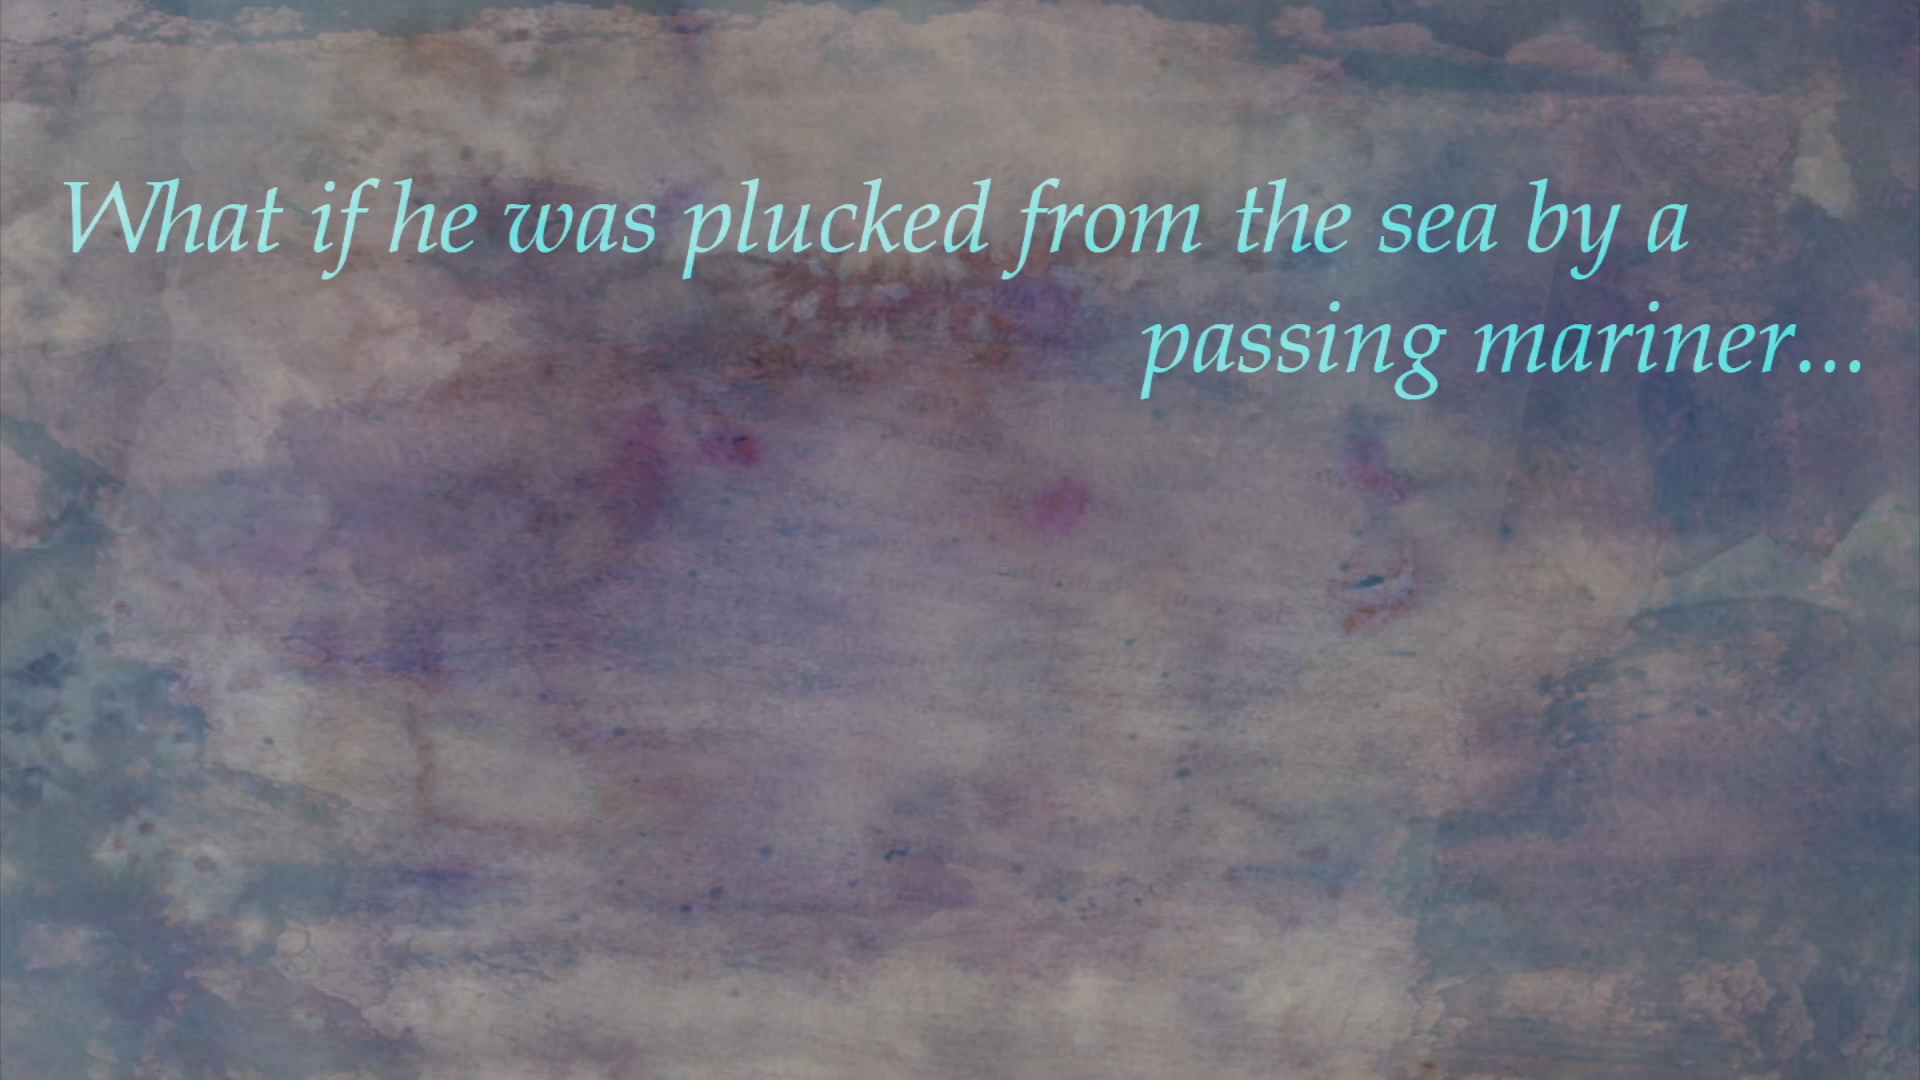 What if he was plucked from the sea by a
passing mariner...